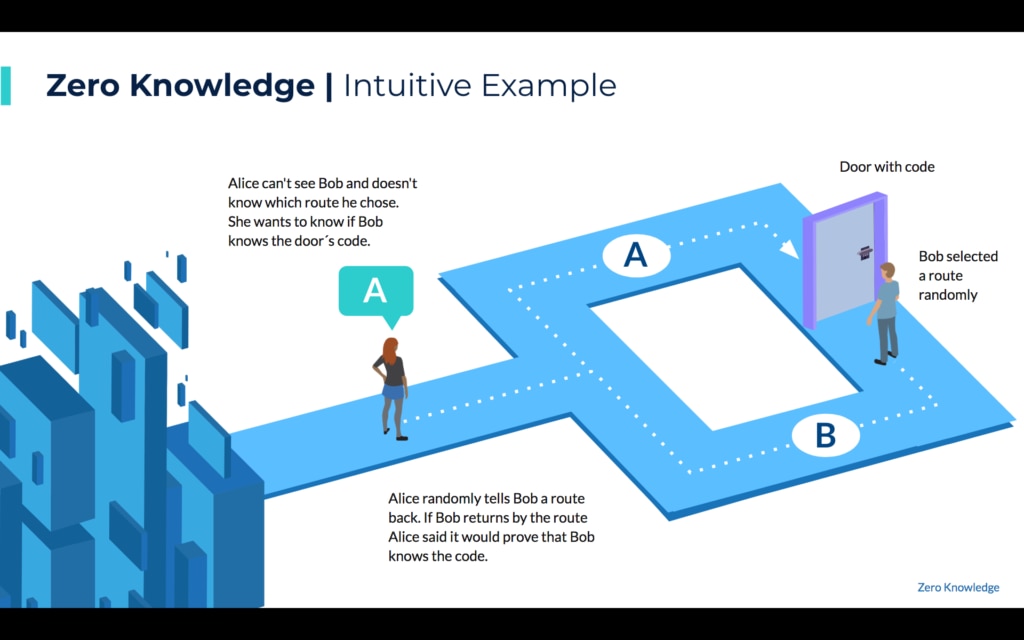 Zero Knowledge | Intuitive Example
Door with code
Alice can't see Bob and doesn't
know which route he chose.
She wants to know if Bob
knows the door´s code.
A
A
Bob selected
a route
randomly
B
Alice randomly tells Bob a route
back. If Bob returns by the route
Alice said it would prove that Bob
knows the code.
Zero Knowledge